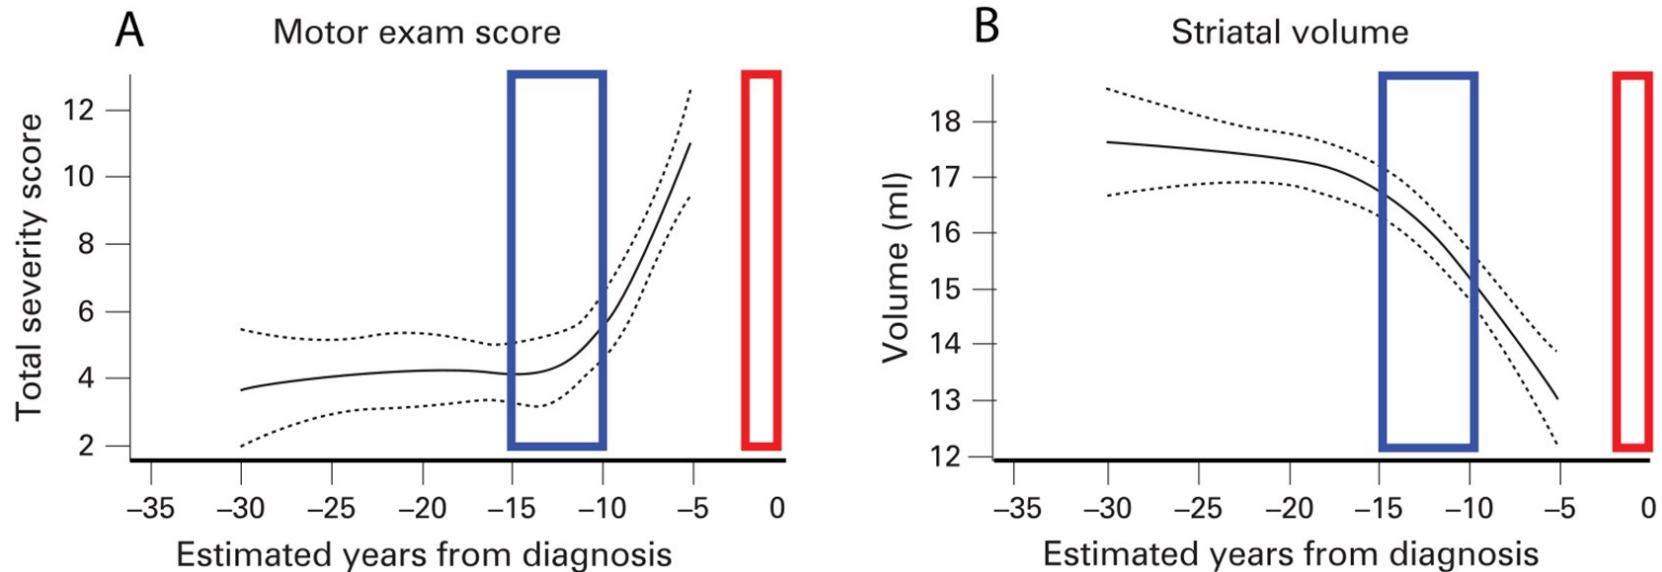 A
Motor exam score
Total severity score
12
10
8
6
4
2
–35 –30 –25 –20 –15 –10 –5 0
Estimated years from diagnosis
B
Striatal volume
Volume (ml)
18
17
16
15
14
13
12
–35 –30 –25 –20 –15 –10 –5 0
Estimated years from diagnosis